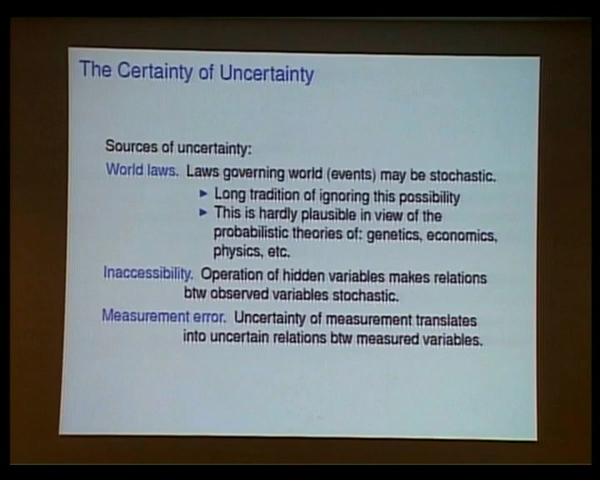 The Certainty of Uncertainty
Sources of uncertainty:
World laws. Laws governing world (events) may be stochastic.
▶ Long tradition of ignoring this possibility
▶ This is hardly plausible in view of the
probabilistic theories of: genetics, economics,
physics, etc.
Inaccessibility. Operation of hidden variables makes relations
btw observed variables stochastic.
Measurement error. Uncertainty of measurement translates
into uncertain relations btw measured variables.